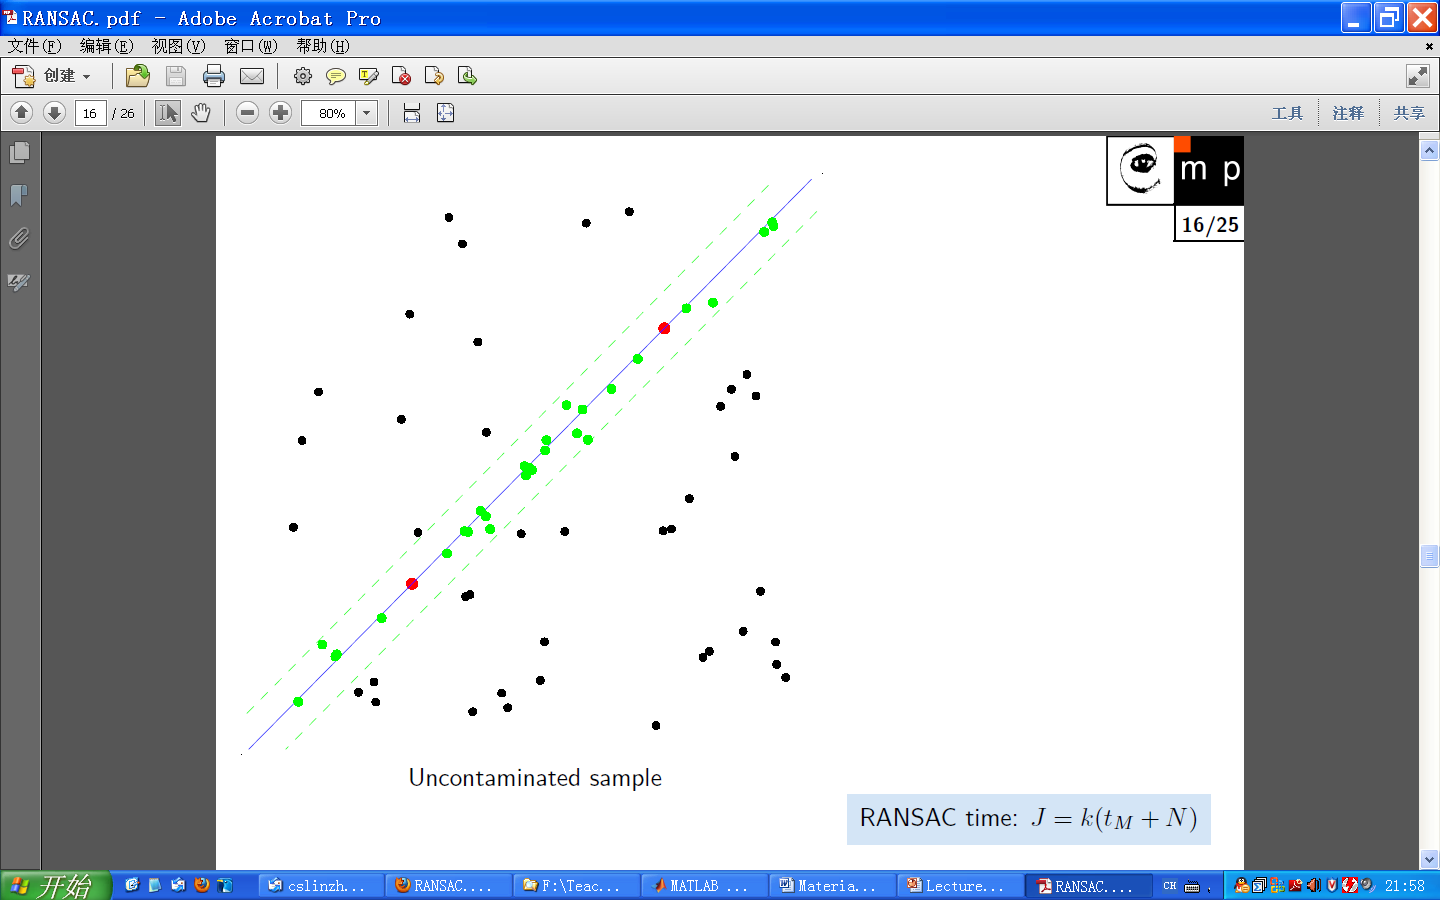 RANSAC.pdf - Adobe Acrobat Pro
文件(F) 编辑(E) 视图(V) 窗口(W) 帮助(H)
创建
16 / 26 80% 工具 注释 共享
m p
16/25
Uncontaminated sample
RANSAC time: J = k(t_M + N)
开始 cslinzh... RANSAC.... F:\Teac... MATLAB ... Materia... Lecture... RANSAC.... CH 21:58